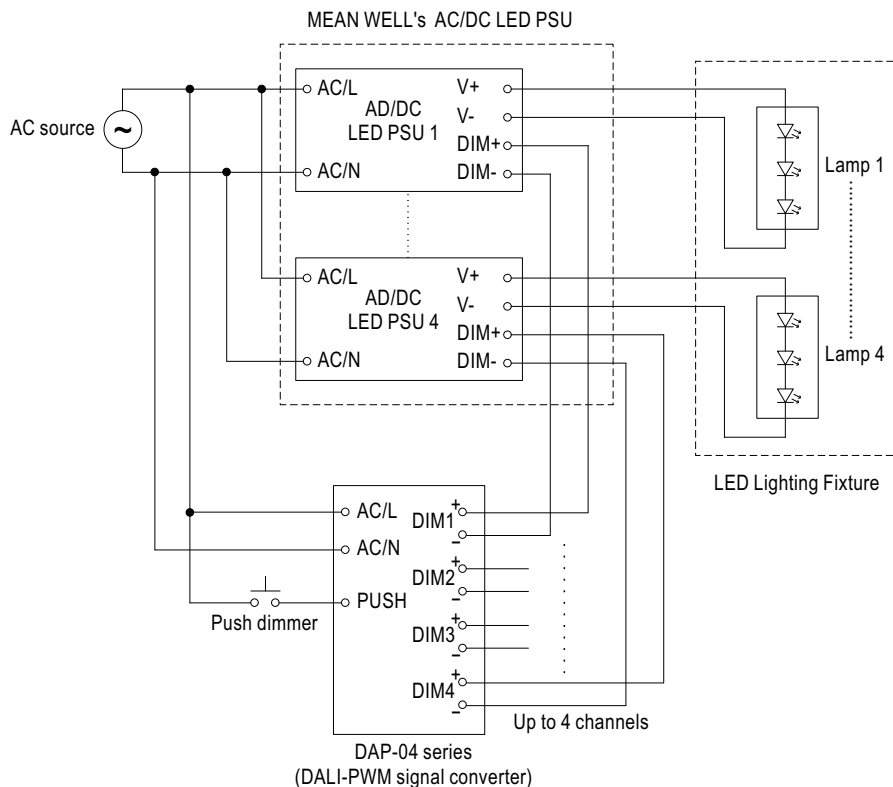 MEAN WELL's AC/DC LED PSU
AC source
~
AC/L
AD/DC
LED PSU 1
AC/N
V+
V-
DIM+
DIM-
Lamp 1
AC/L
AD/DC
LED PSU 4
AC/N
V+
V-
DIM+
DIM-
Lamp 4
LED Lighting Fixture
AC/L
AC/N
PUSH
Push dimmer
DIM1 + -
DIM2 + -
DIM3 + -
DIM4 + -
Up to 4 channels
DAP-04 series
(DALI-PWM signal converter)